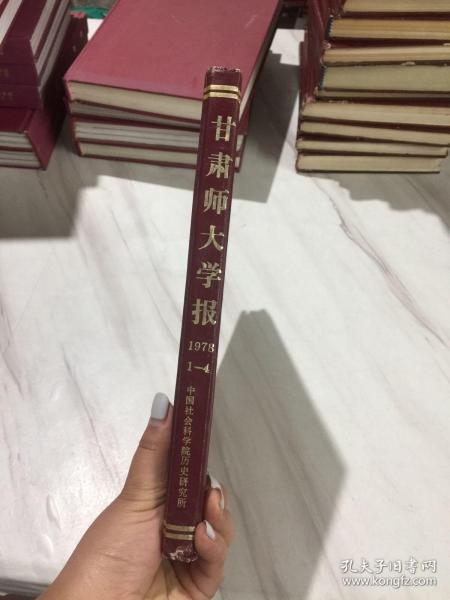 甘肃师大学报
1978
1—4
中国社会科学院历史研究所
孔夫子旧书网
www.kongfz.com